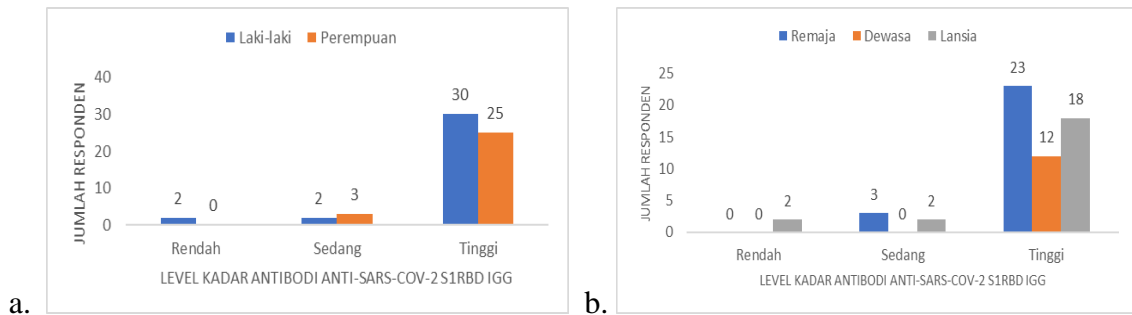 Laki-laki Perempuan
JUMLAH RESPONDEN
40
30
20
10
0
2 0
2 3
30 25
Rendah Sedang Tinggi
LEVEL KADAR ANTIBODI ANTI-SARS-COV-2 S1RBD IGG
a.
Remaja Dewasa Lansia
JUMLAH RESPONDEN
25
20
15
10
5
0
0 0 2
3 0 2
23 12 18
Rendah Sedang Tinggi
LEVEL KADAR ANTIBODI ANTI-SARS-COV-2 S1RBD IGG
b.